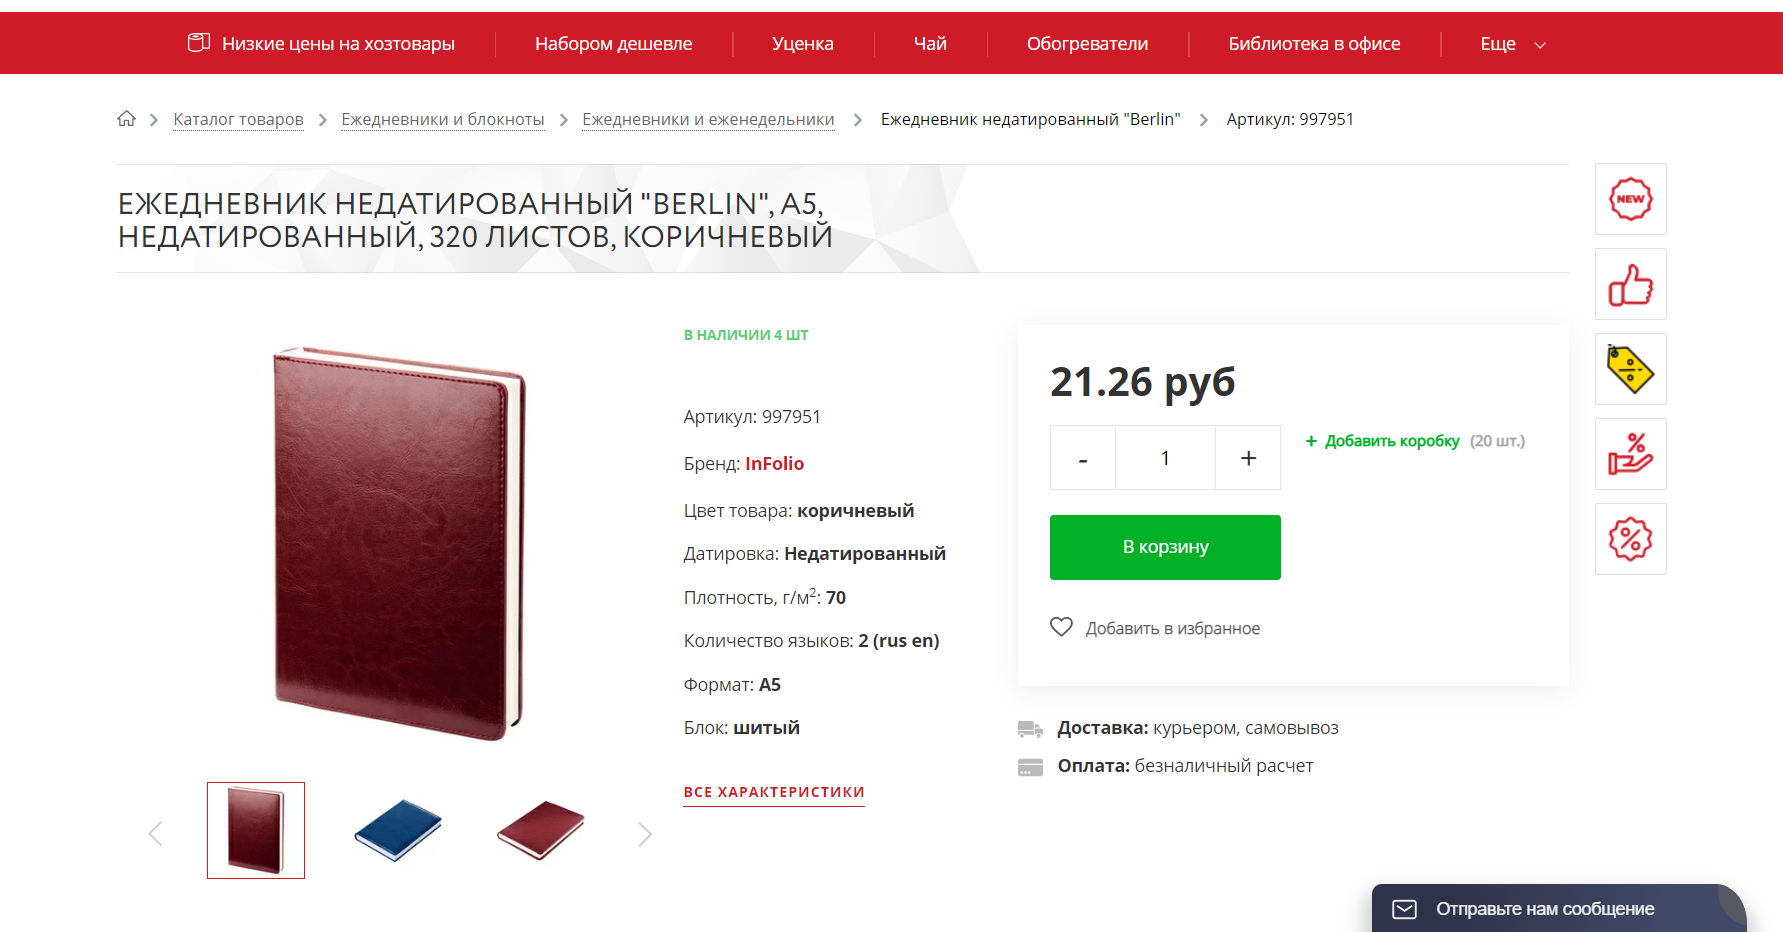 Низкие цены на хозтовары
Набором дешевле
Уценка
Чай
Обогреватели
Библиотека в офисе
Еще
Каталог товаров
Ежедневники и блокноты
Ежедневники и еженедельники
Ежедневник недатированный "Berlin"
Артикул: 997951
ЕЖЕДНЕВНИК НЕДАТИРОВАННЫЙ "BERLIN", А5,
НЕДАТИРОВАННЫЙ, 320 ЛИСТОВ, КОРИЧНЕВЫЙ
NEW
В НАЛИЧИИ 4 ШТ
Артикул: 997951
Бренд: InFolio
Цвет товара: коричневый
Датировка: Недатированный
Плотность, г/м²: 70
Количество языков: 2 (rus en)
Формат: А5
Блок: шитый
ВСЕ ХАРАКТЕРИСТИКИ
21.26 руб
- 1 +
+ Добавить коробку (20 шт.)
В корзину
Добавить в избранное
Доставка: курьером, самовывоз
Оплата: безналичный расчет
Отправьте нам сообщение